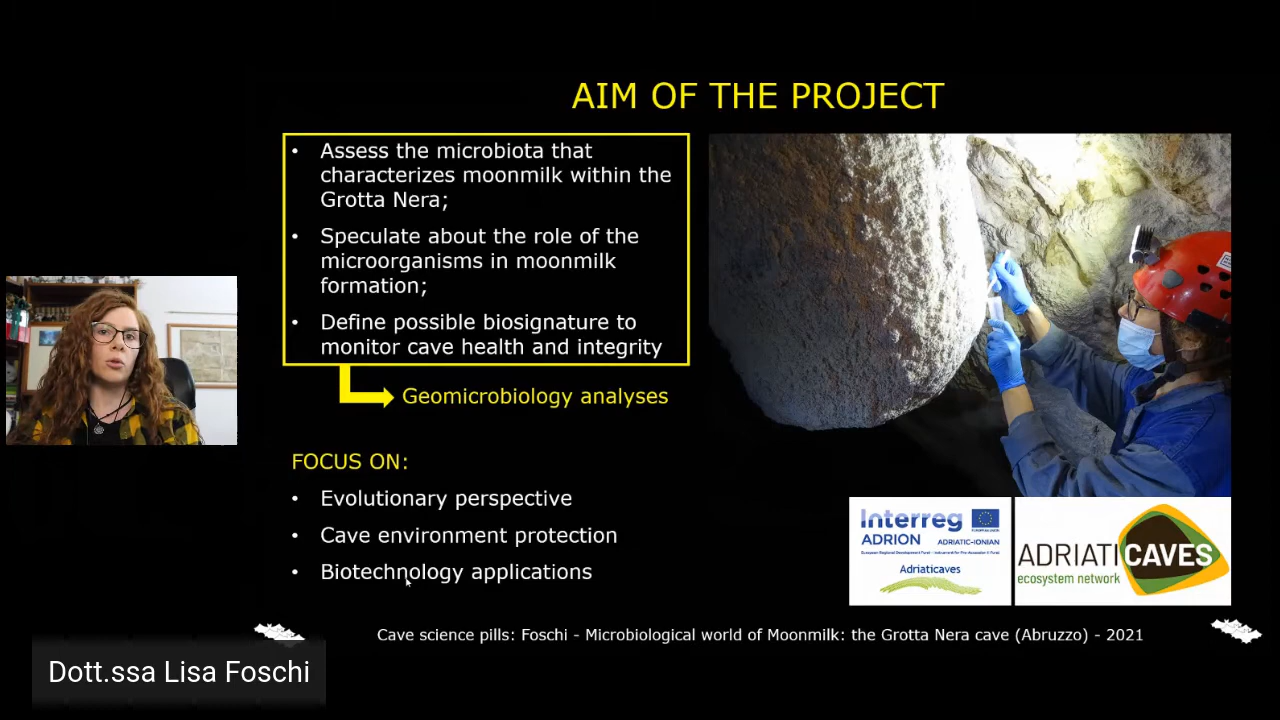 AIM OF THE PROJECT
• Assess the microbiota that
characterizes moonmilk within the
Grotta Nera;
• Speculate about the role of the
microorganisms in moonmilk
formation;
• Define possible biosignature to
monitor cave health and integrity
Geomicrobiology analyses
FOCUS ON:
• Evolutionary perspective
• Cave environment protection
• Biotechnology applications
Interreg
ADRION ADRIATIC-IONIAN
Adriaticaves
ADRIATICAVES
ecosystem network
Cave science pills: Foschi - Microbiological world of Moonmilk: the Grotta Nera cave (Abruzzo) - 2021
Dott.ssa Lisa Foschi